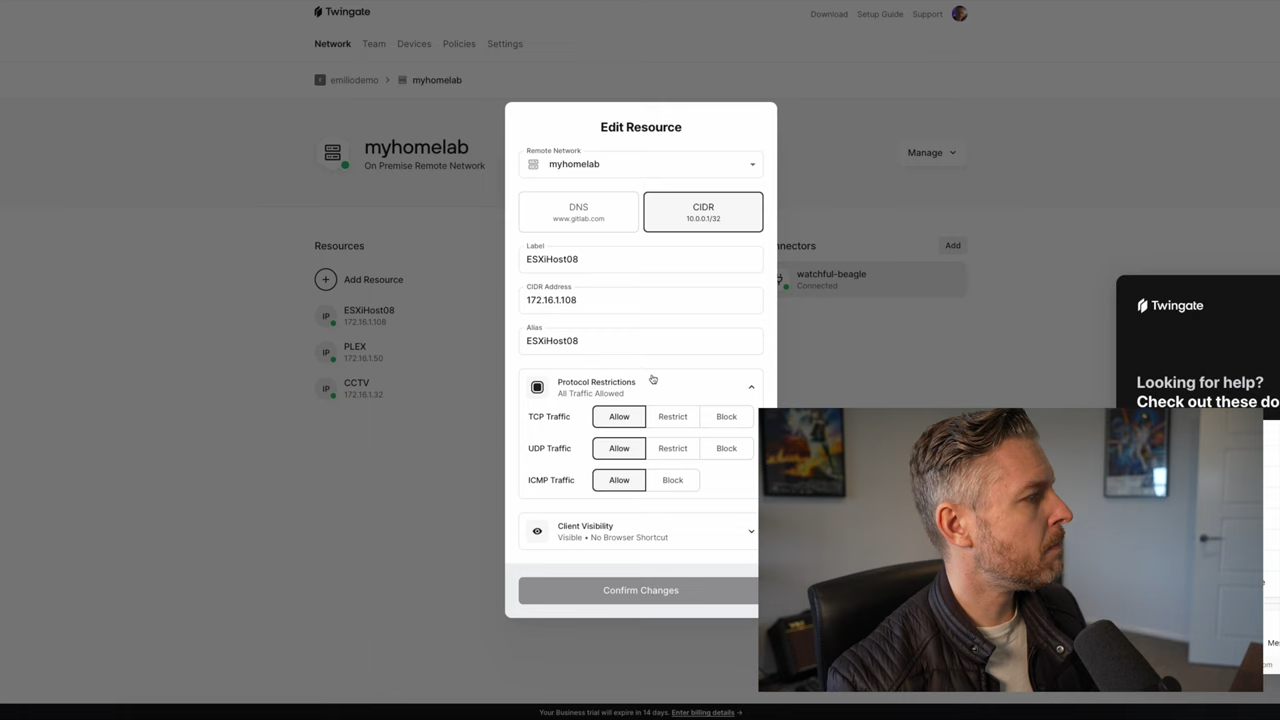 Twingate
Download Setup Guide Support
Network Team Devices Policies Settings
emiliodemo > myhomelab
myhomelab
On Premise Remote Network
Manage
Resources
Add Resource
IP
ESXiHost08
172.16.1.108
IP
PLEX
172.16.1.50
IP
CCTV
172.16.1.32
Edit Resource
Remote Network
myhomelab
DNS
www.gitlab.com
CIDR
10.0.0.1/32
Label
ESXiHost08
CIDR Address
172.16.1.108
Alias
ESXiHost08
Protocol Restrictions
All Traffic Allowed
TCP Traffic Allow Restrict Block
UDP Traffic Allow Restrict Block
ICMP Traffic Allow Block
Client Visibility
Visible • No Browser Shortcut
Confirm Changes
nnectors
Add
watchful-beagle
Connected
Twingate
Looking for help?
Check out these do
Your Business trial will expire in 14 days. Enter billing details →